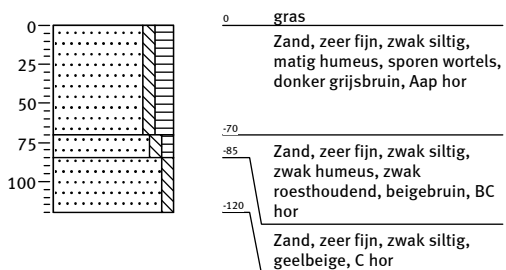 0
25
50
75
100
0
gras
Zand, zeer fijn, zwak siltig,
matig humeus, sporen wortels,
donker grijsbruin, Aap hor
-70
-85
Zand, zeer fijn, zwak siltig,
zwak humeus, zwak
roesthoudend, beigebruin, BC
hor
-120
Zand, zeer fijn, zwak siltig,
geelbeige, C hor